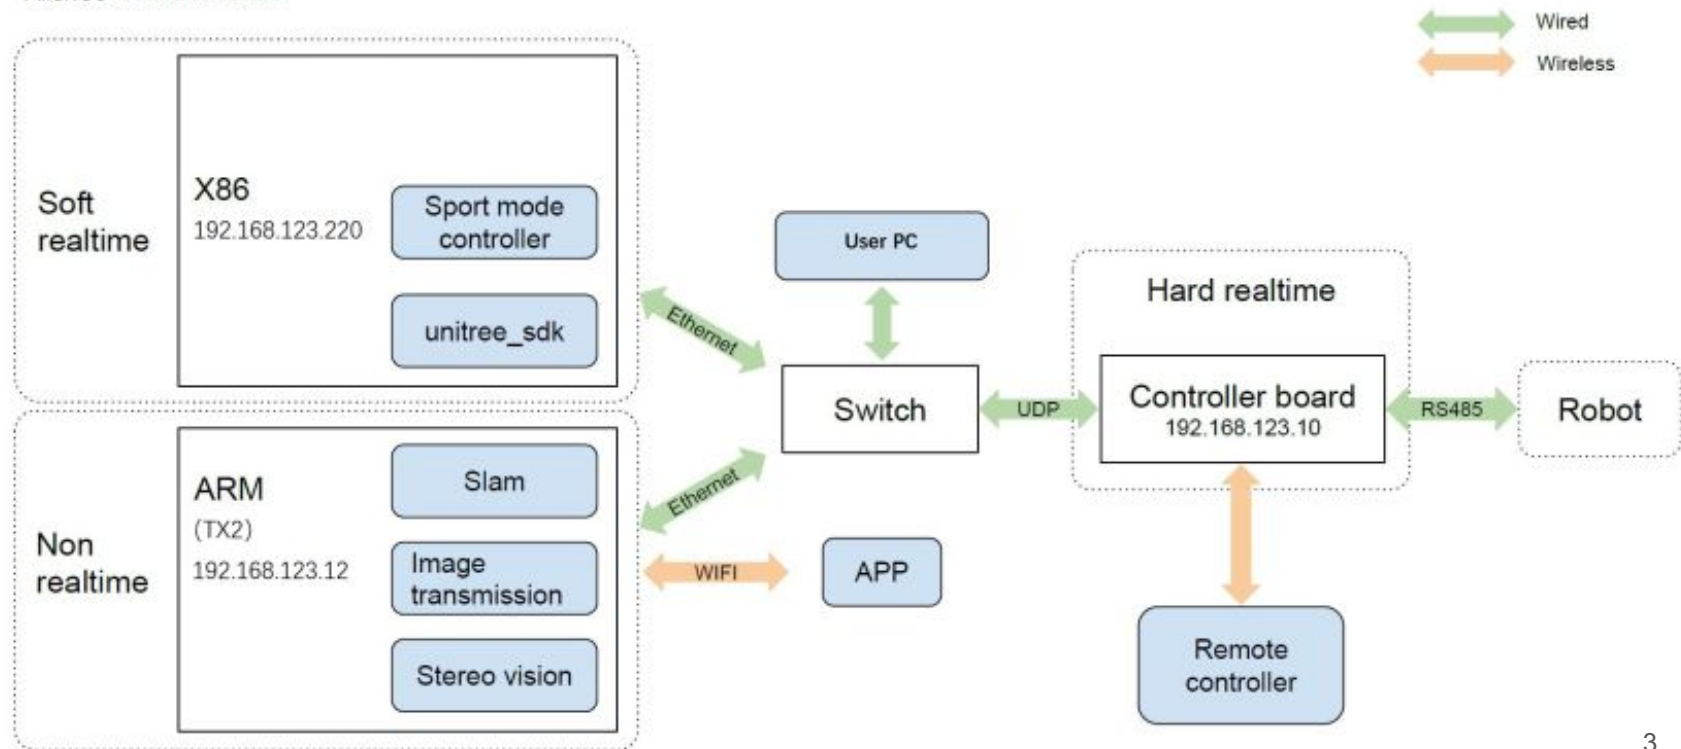 Wired
Wireless
Soft
realtime
X86
192.168.123.220
Sport mode
controller
unitree_sdk
Ethernet
User PC
Switch
UDP
Hard realtime
Controller board
192.168.123.10
RS485
Robot
Non
realtime
ARM
(TX2)
192.168.123.12
Slam
Image
transmission
Stereo vision
Ethernet
WIFI
APP
Remote
controller
3